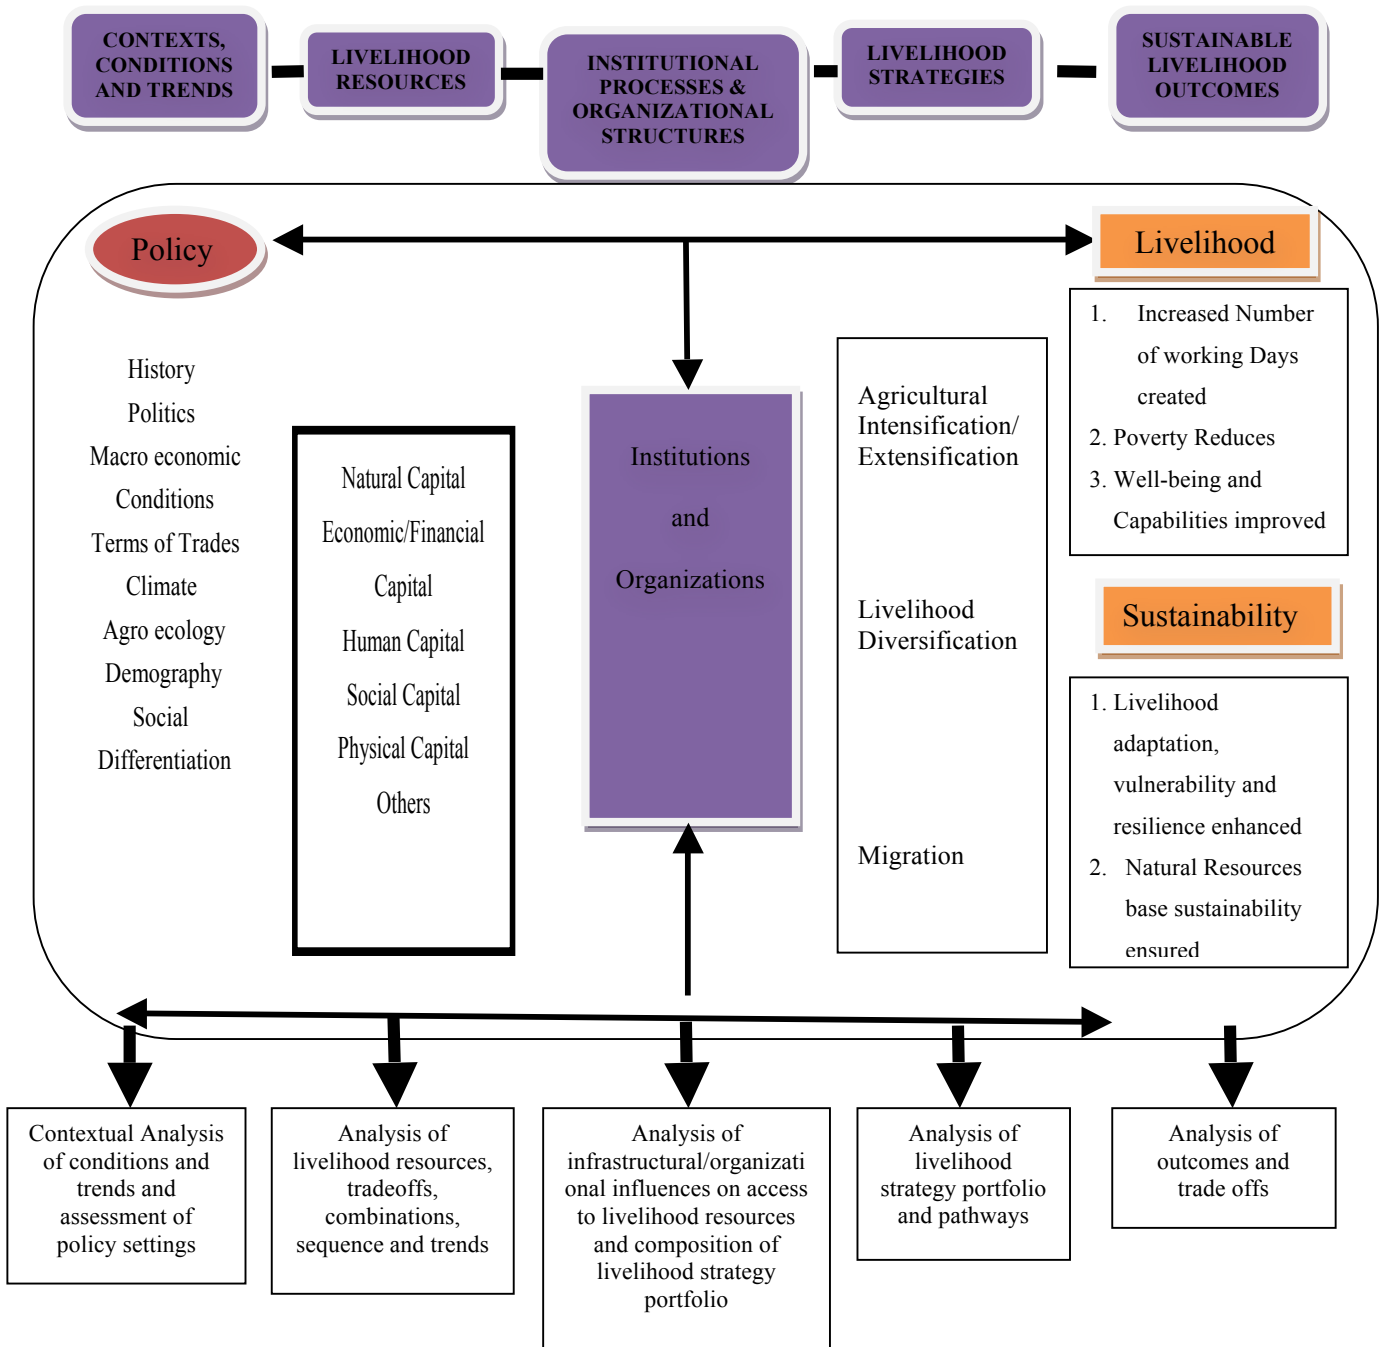 CONTEXTS,
CONDITIONS
AND TRENDS
LIVELIHOOD
RESOURCES
INSTITUTIONAL
PROCESSES &
ORGANIZATIONAL
STRUCTURES
LIVELIHOOD
STRATEGIES
SUSTAINABLE
LIVELIHOOD
OUTCOMES
Policy
History
Politics
Macro economic
Conditions
Terms of Trades
Climate
Agro ecology
Demography
Social
Differentiation
Natural Capital
Economic/Financial
Capital
Human Capital
Social Capital
Physical Capital
Others
Institutions
and
Organizations
Agricultural
Intensification/
Extensification
Livelihood
Diversification
Migration
Livelihood
1. Increased Number
of working Days
created
2. Poverty Reduces
3. Well-being and
Capabilities improved
Sustainability
1. Livelihood
adaptation,
vulnerability and
resilience enhanced
2. Natural Resources
base sustainability
ensured
Contextual Analysis
of conditions and
trends and
assessment of
policy settings
Analysis of
livelihood resources,
tradeoffs,
combinations,
sequence and trends
Analysis of
infrastructural/organizati
onal influences on access
to livelihood resources
and composition of
livelihood strategy
portfolio
Analysis of
livelihood
strategy portfolio
and pathways
Analysis of
outcomes and
trade offs